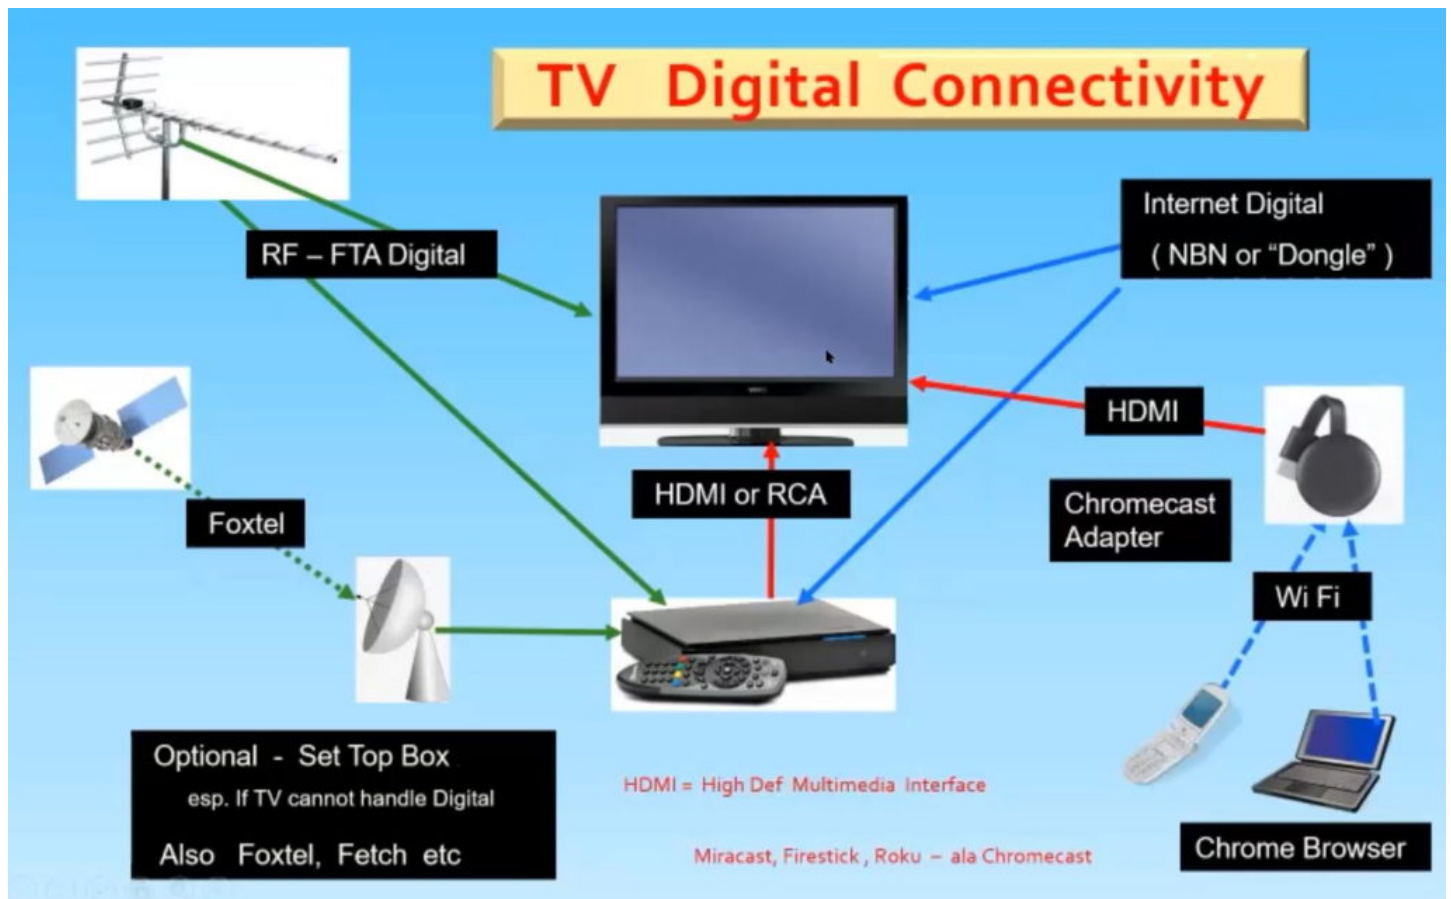 TV Digital Connectivity
Internet Digital
( NBN or “Dongle” )
RF – FTA Digital
HDMI
HDMI or RCA
Chromecast
Adapter
Foxtel
Wi Fi
Optional - Set Top Box
esp. If TV cannot handle Digital
Also Foxtel, Fetch etc
HDMI = High Def Multimedia Interface
Miracast, Firestick , Roku – ala Chromecast
Chrome Browser